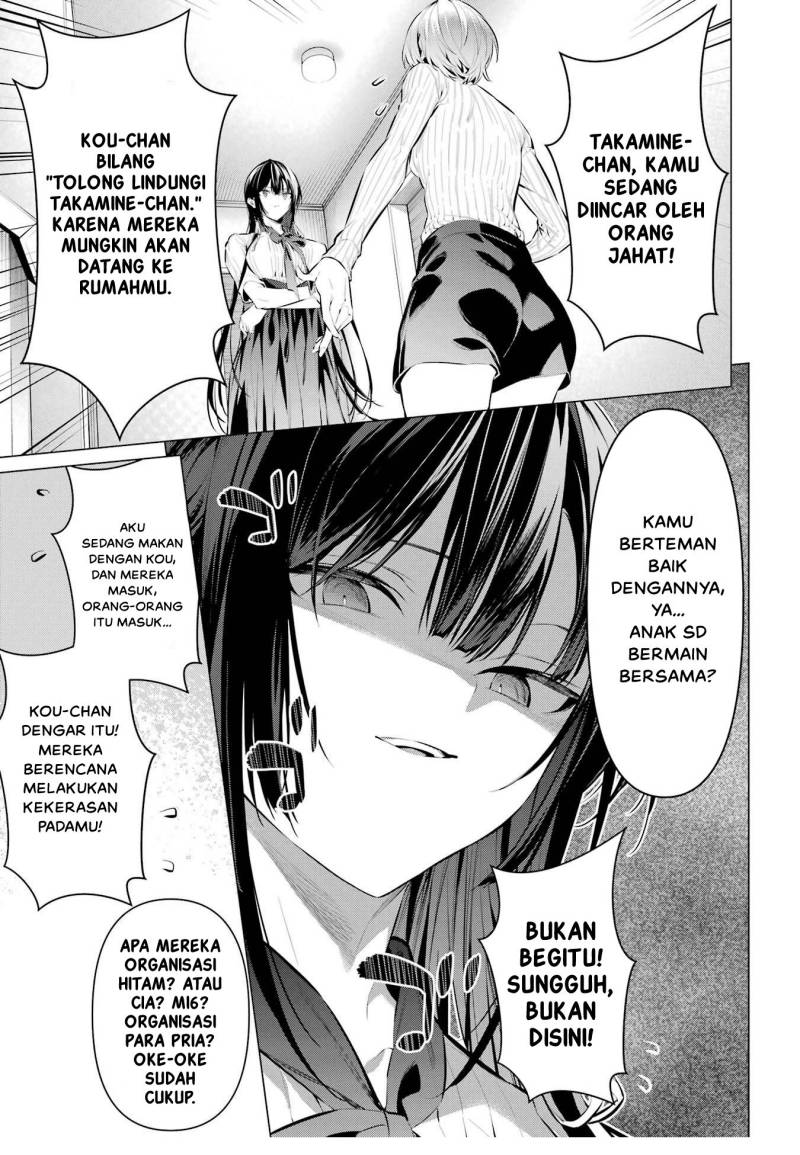 TAKAMINE-
CHAN, KAMU
SEDANG
DIINCAR OLEH
ORANG
JAHAT!
KOU-CHAN
BILANG
"TOLONG LINDUNGI
TAKAMINE-CHAN."
KARENA MEREKA
MUNGKIN AKAN
DATANG KE
RUMAHMU.
KAMU
BERTEMAN
BAIK
DENGANNYA,
YA...
ANAK SD
BERMAIN
BERSAMA?
ゴ
ゴ
ゴ
AKU
SEDANG MAKAN
DENGAN KOU,
DAN MEREKA
MASUK,
ORANG-ORANG
ITU MASUK...
KOU-CHAN
DENGAR ITU!
MEREKA
BERENCANA
MELAKUKAN
KEKERASAN
PADAMU!
BUKAN
BEGITU!
SUNGGUH,
BUKAN
DISINI!
APA MEREKA
ORGANISASI
HITAM? ATAU
CIA? MI6?
ORGANISASI
PARA PRIA?
OKE-OKE
SUDAH
CUKUP.